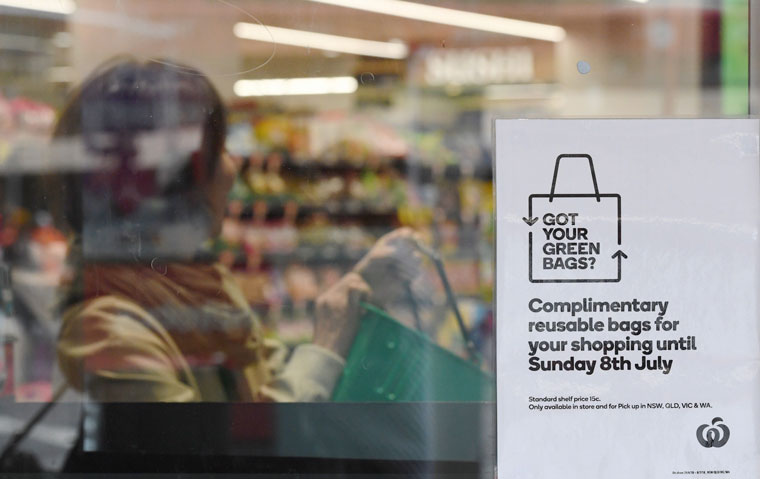 GOT
YOUR
GREEN
BAGS?
Complimentary
reusable bags for
your shopping until
Sunday 8th July
Standard shelf price 15c.
Only available in store and for Pick up in NSW, QLD, VIC & WA.